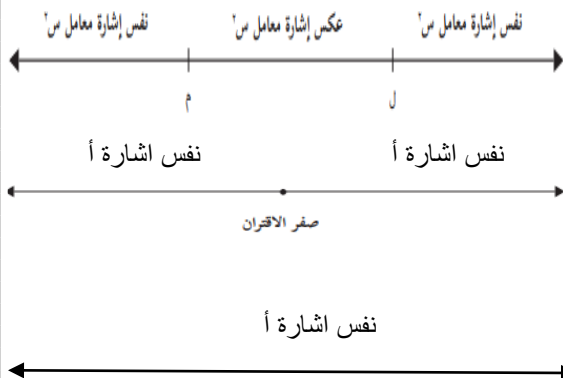 نفس إشارة معامل س٢ عكس إشارة معامل س٢ نفس إشارة معامل س٢
ل م
نفس اشارة أ نفس اشارة أ
صفر الاقتران
نفس اشارة أ